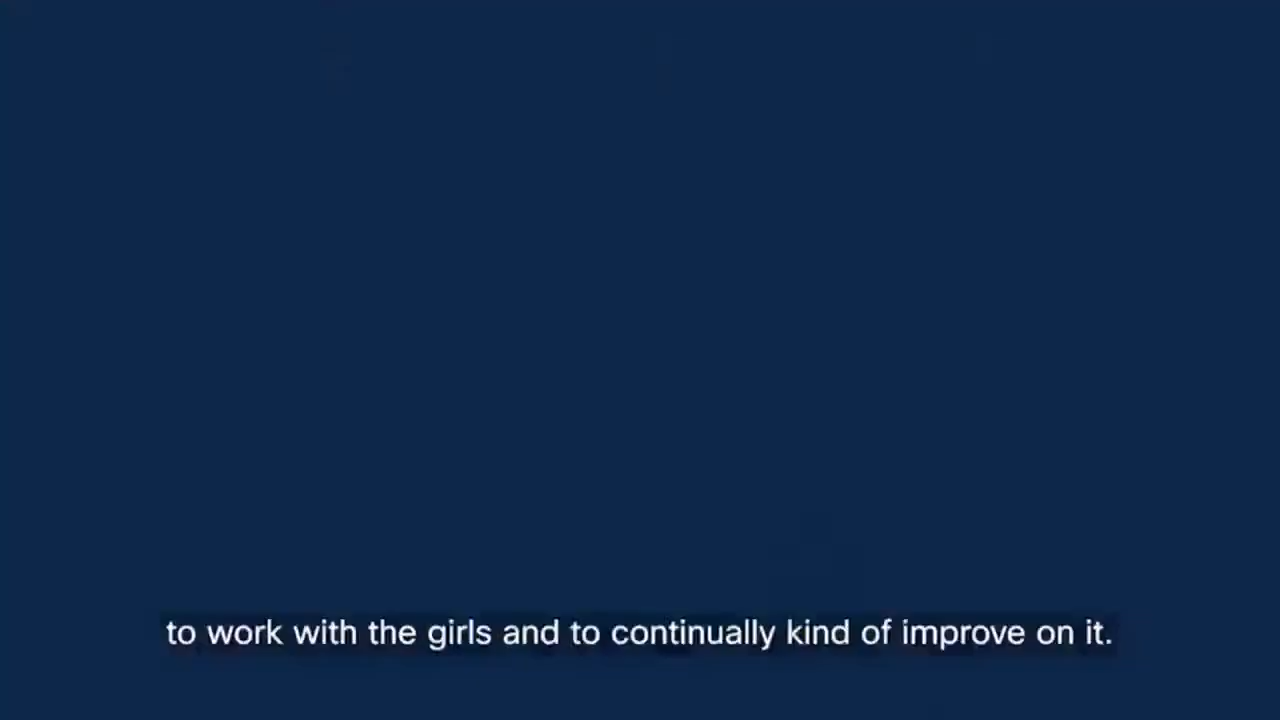 to work with the girls and to continually kind of improve on it.